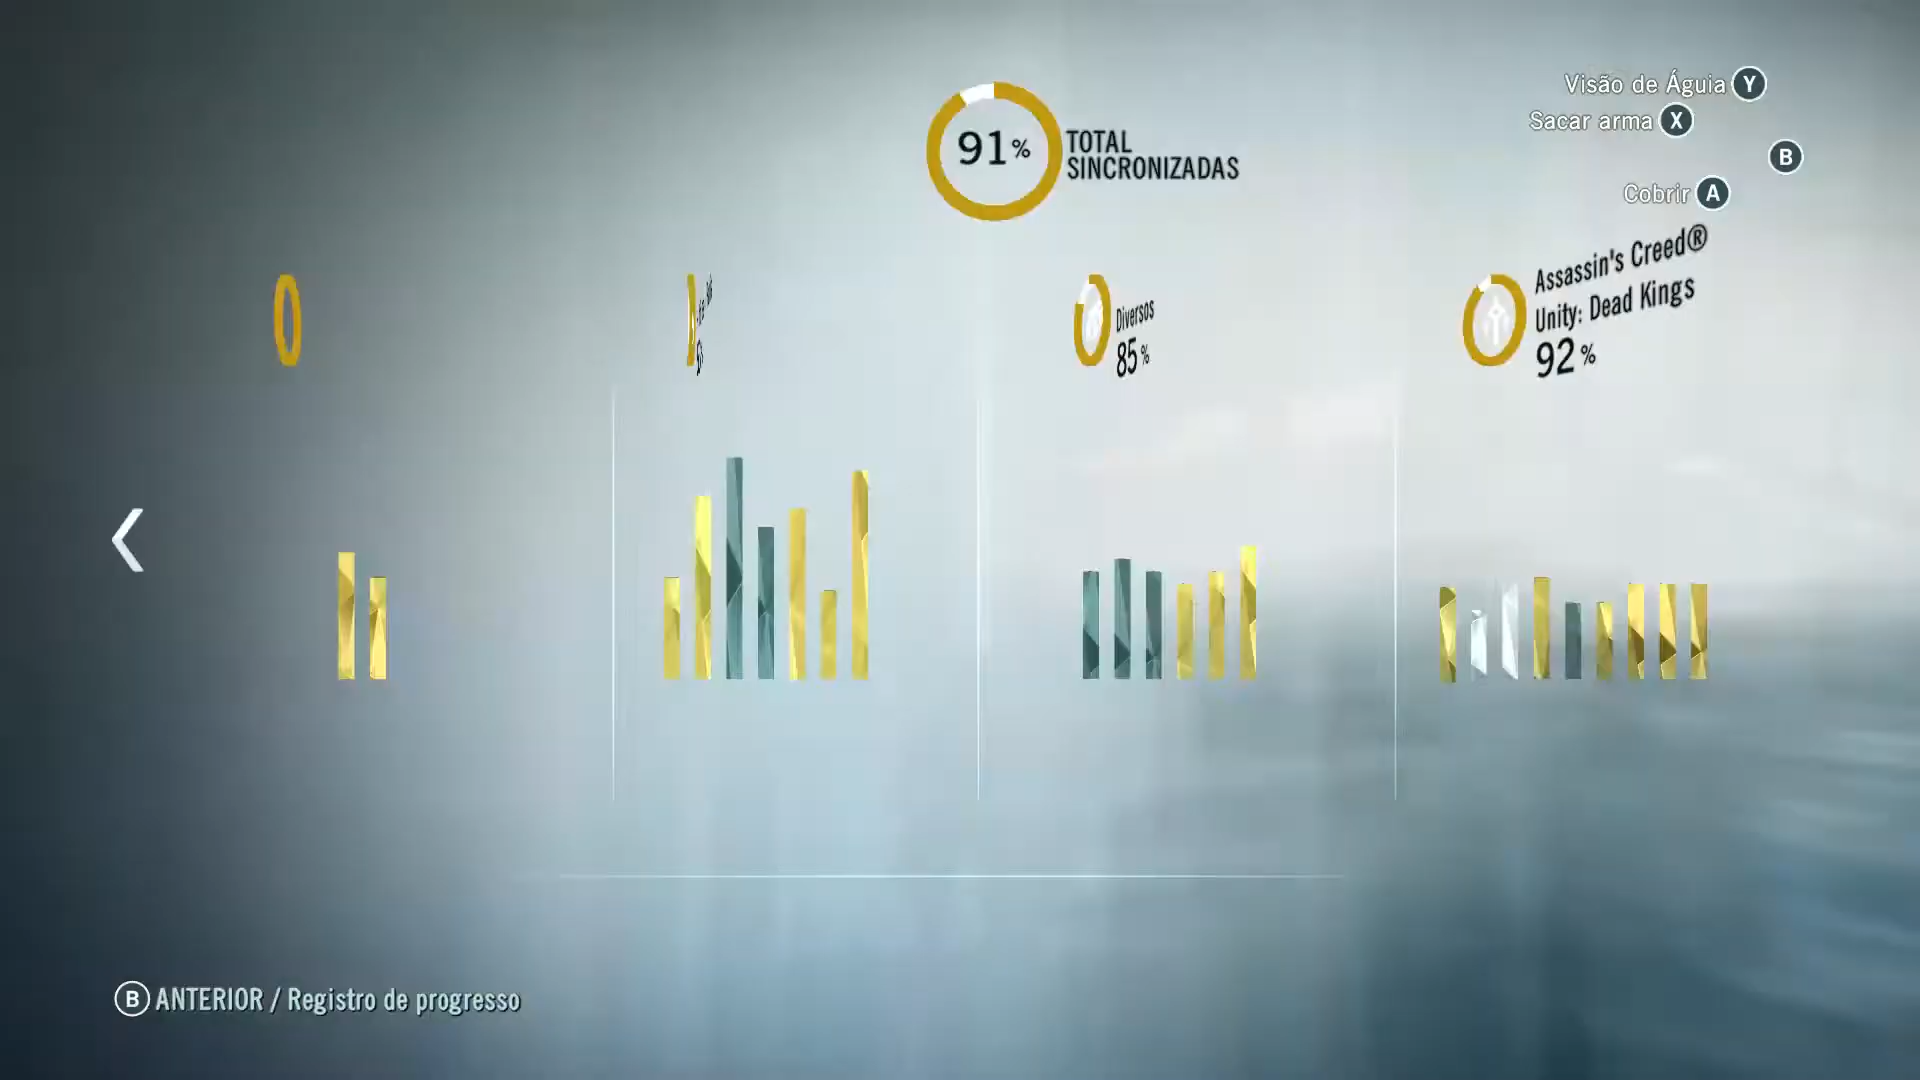 Visão de Águia Y
Sacar arma X
B
Cobrir A
91%
TOTAL
SINCRONIZADAS
Diversos
85%
Assassin's Creed®
Unity: Dead Kings
92%
B ANTERIOR / Registro de progresso